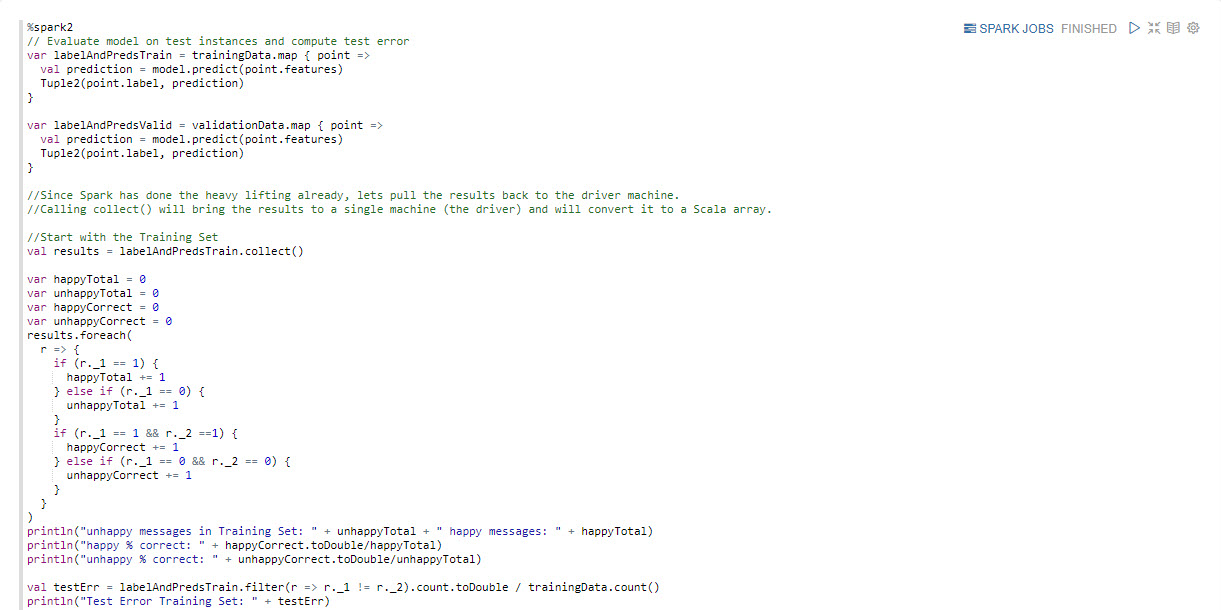 %spark2
SPARK JOBS FINISHED
// Evaluate model on test instances and compute test error
var labelAndPredsTrain = trainingData.map { point =>
  val prediction = model.predict(point.features)
  Tuple2(point.label, prediction)
}
var labelAndPredsValid = validationData.map { point =>
  val prediction = model.predict(point.features)
  Tuple2(point.label, prediction)
}
//Since Spark has done the heavy lifting already, lets pull the results back to the driver machine.
//Calling collect() will bring the results to a single machine (the driver) and will convert it to a Scala array.
//Start with the Training Set
val results = labelAndPredsTrain.collect()
var happyTotal = 0
var unhappyTotal = 0
var happyCorrect = 0
var unhappyCorrect = 0
results.foreach(
  r => {
    if (r._1 == 1) {
      happyTotal += 1
    } else if (r._1 == 0) {
      unhappyTotal += 1
    }
    if (r._1 == 1 && r._2 ==1) {
      happyCorrect += 1
    } else if (r._1 == 0 && r._2 == 0) {
      unhappyCorrect += 1
    }
  }
)
println("unhappy messages in Training Set: " + unhappyTotal + " happy messages: " + happyTotal)
println("happy % correct: " + happyCorrect.toDouble/happyTotal)
println("unhappy % correct: " + unhappyCorrect.toDouble/unhappyTotal)
val testErr = labelAndPredsTrain.filter(r => r._1 != r._2).count.toDouble / trainingData.count()
println("Test Error Training Set: " + testErr)